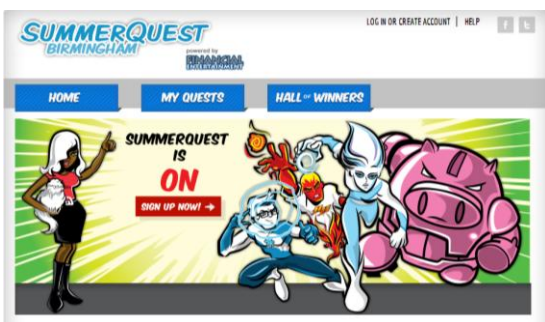 SUMMERQUEST
BIRMINGHAM
powered by
FINANCIAL
ENTERTAINMENT
LOG IN OR CREATE ACCOUNT | HELP
f t
HOME MY QUESTS HALL OF WINNERS
SUMMERQUEST
IS
ON
SIGN UP NOW! →